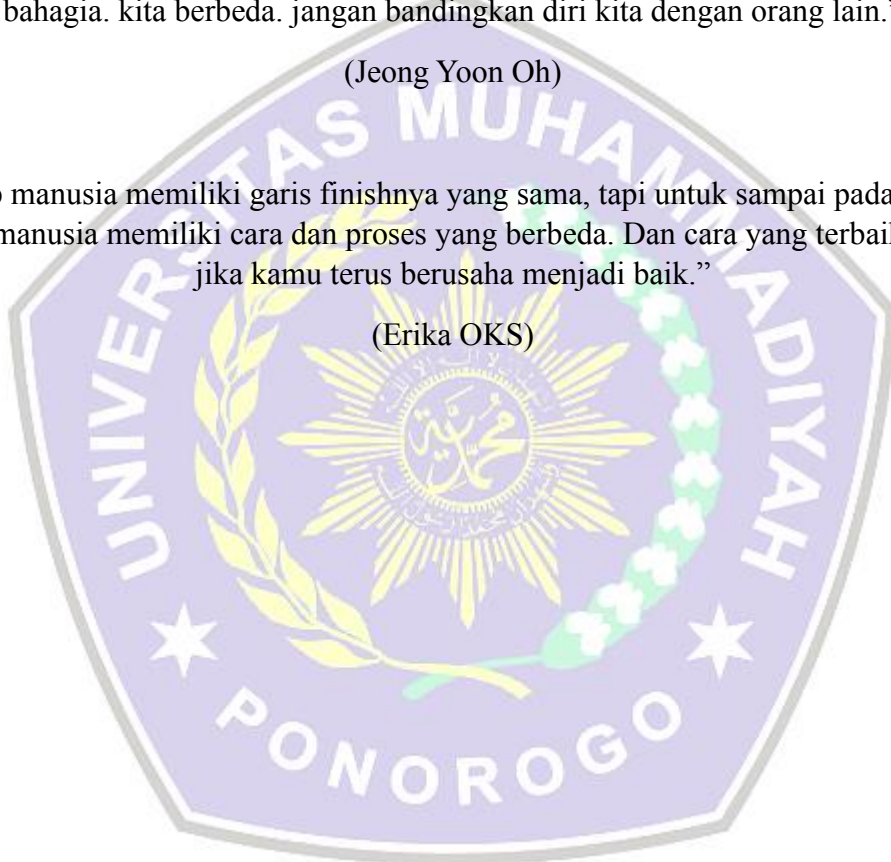 bahagia. kita berbeda. jangan bandingkan diri kita dengan orang lain.”
(Jeong Yoon Oh)
manusia memiliki garis finishnya yang sama, tapi untuk sampai pada
manusia memiliki cara dan proses yang berbeda. Dan cara yang terbaik
jika kamu terus berusaha menjadi baik.”
(Erika OKS)
UNIVERSITAS MUHAMMADIYAH
PONOROGO
محمدية